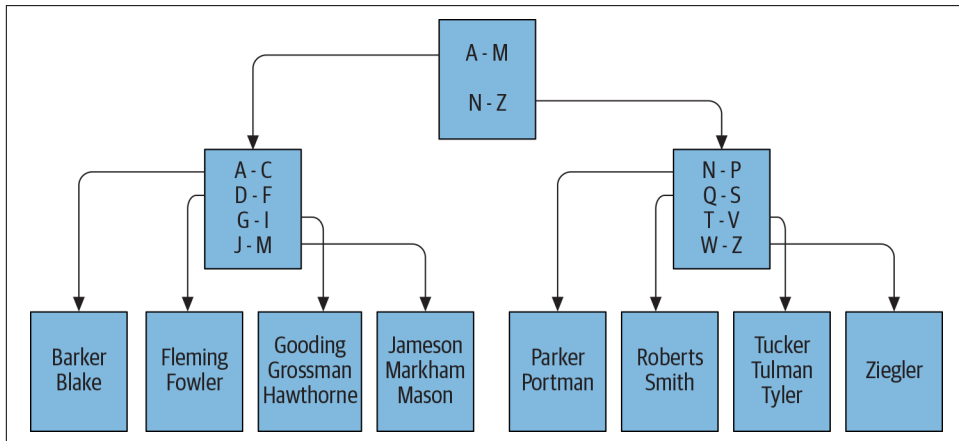 A - M
N - Z
A - C
D - F
G - I
J - M
N - P
Q - S
T - V
W - Z
Barker
Blake
Fleming
Fowler
Gooding
Grossman
Hawthorne
Jameson
Markham
Mason
Parker
Portman
Roberts
Smith
Tucker
Tulman
Tyler
Ziegler